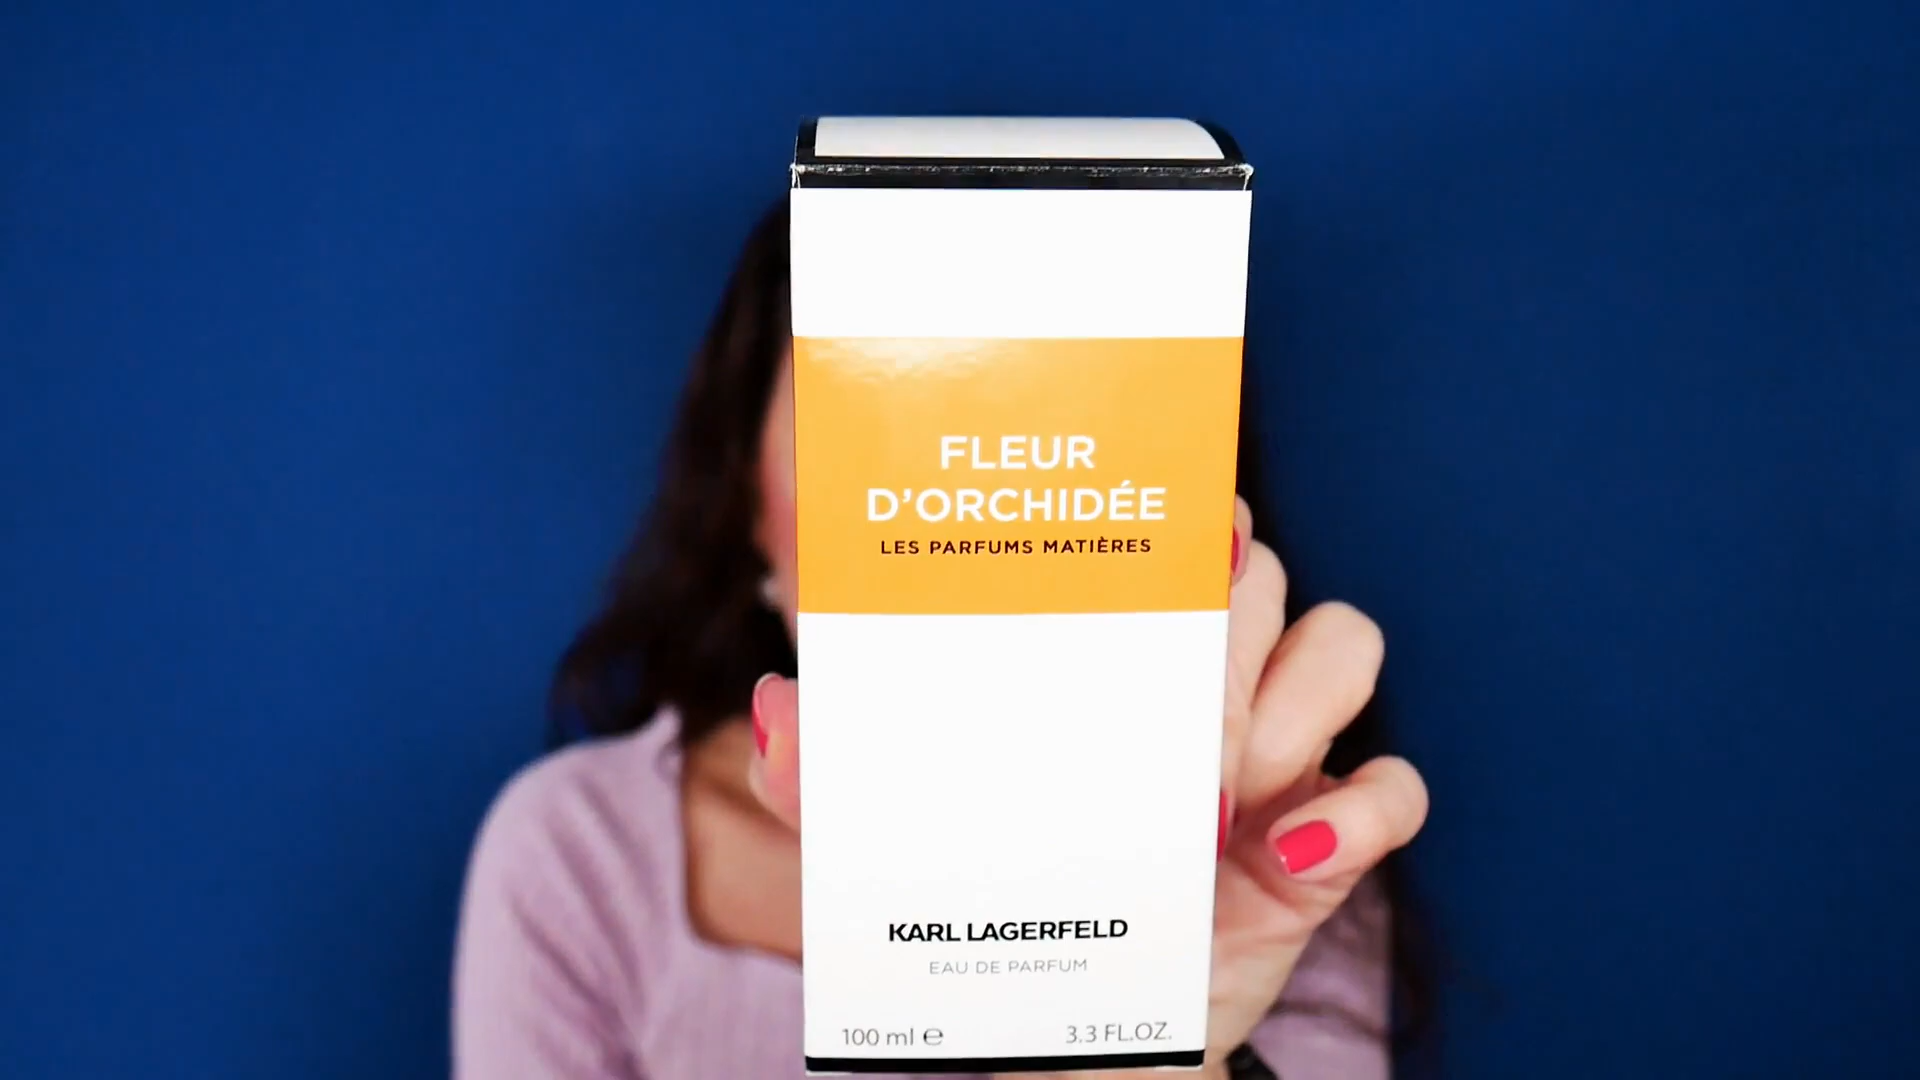 FLEUR
D’ORCHIDÉE
LES PARFUMS MATIÈRES
KARL LAGERFELD
EAU DE PARFUM
100 ml ℮ 3.3 FL.OZ.